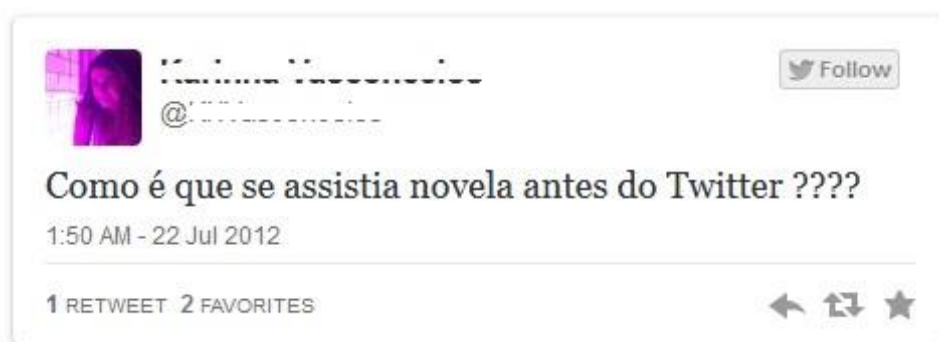 Follow
@
Como é que se assistia novela antes do Twitter ????
1:50 AM - 22 Jul 2012
1 RETWEET 2 FAVORITES